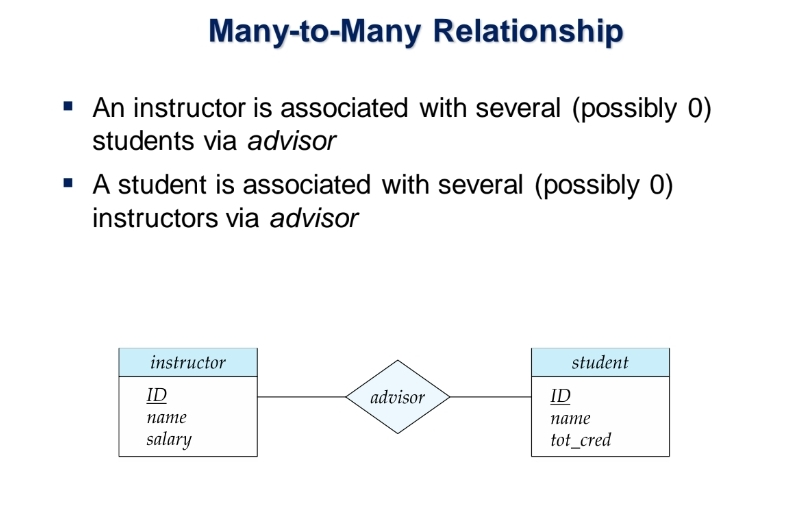 Many-to-Many Relationship
An instructor is associated with several (possibly 0)
students via advisor
A student is associated with several (possibly 0)
instructors via advisor
instructor
ID
name
salary
advisor
student
ID
name
tot_cred